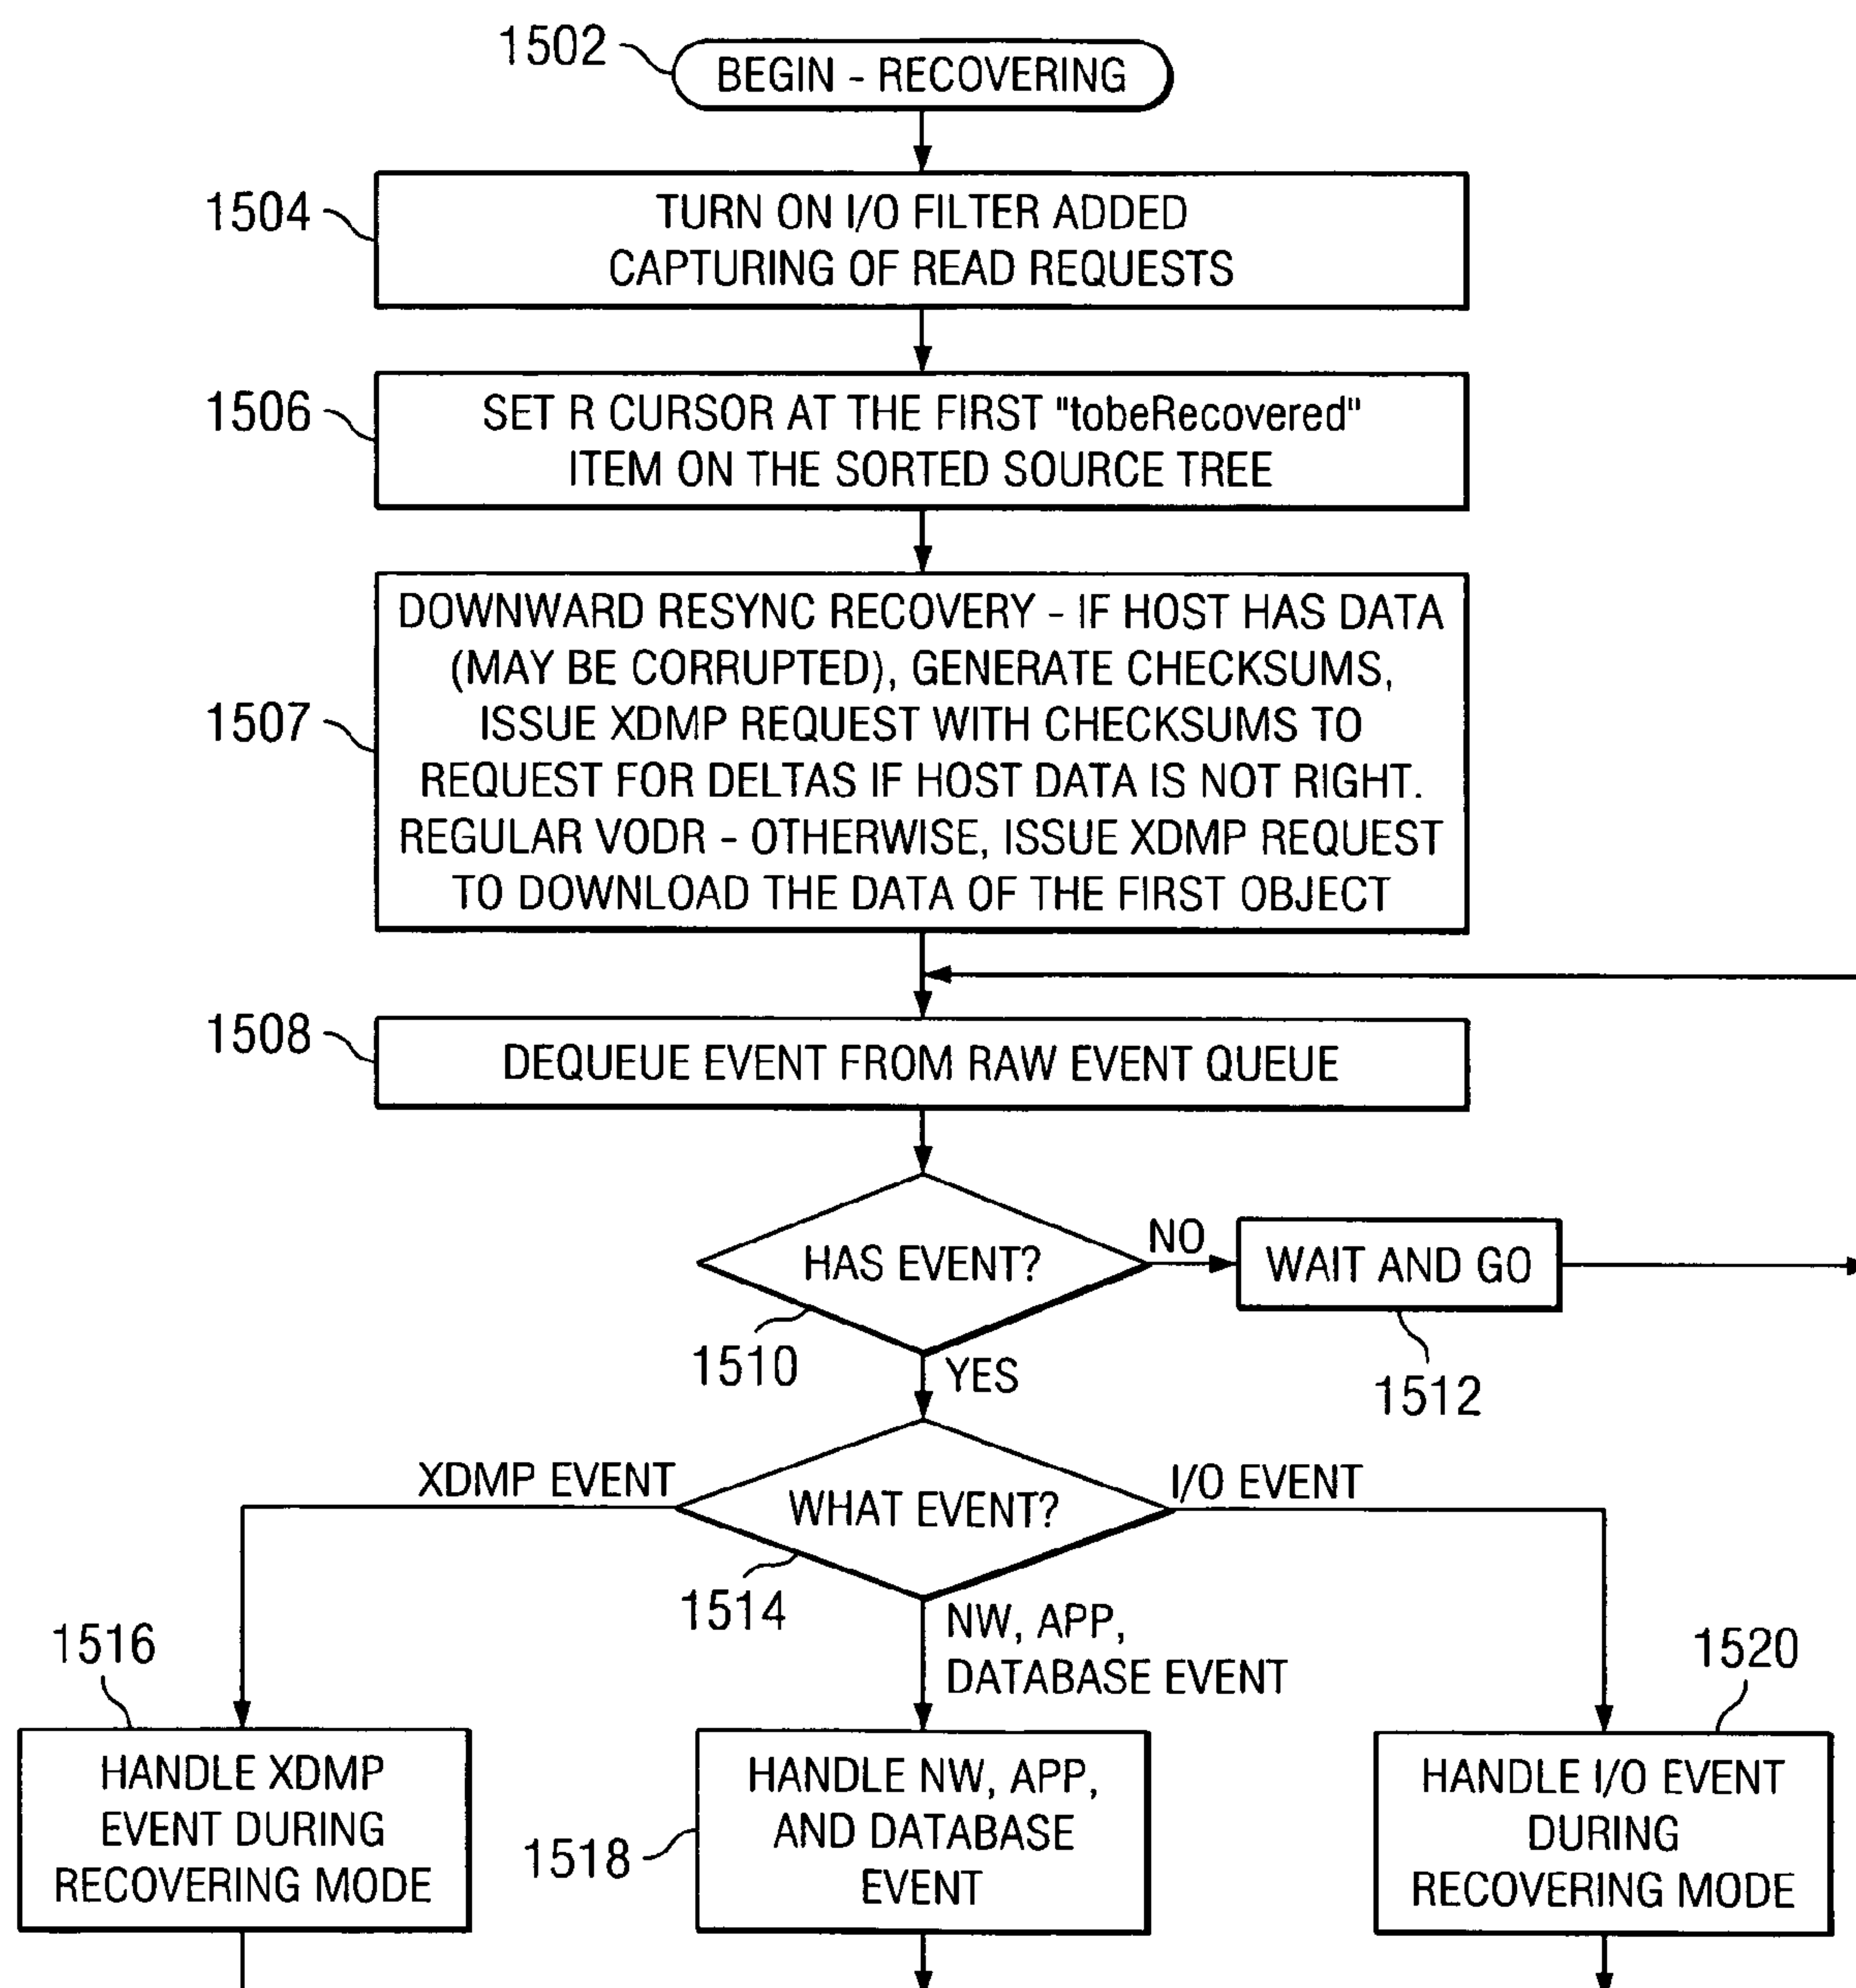 1502
BEGIN - RECOVERING
1504
TURN ON I/O FILTER ADDED
CAPTURING OF READ REQUESTS
1506
SET R CURSOR AT THE FIRST "tobeRecovered"
ITEM ON THE SORTED SOURCE TREE
1507
DOWNWARD RESYNC RECOVERY - IF HOST HAS DATA
(MAY BE CORRUPTED), GENERATE CHECKSUMS,
ISSUE XDMP REQUEST WITH CHECKSUMS TO
REQUEST FOR DELTAS IF HOST DATA IS NOT RIGHT.
REGULAR VODR - OTHERWISE, ISSUE XDMP REQUEST
TO DOWNLOAD THE DATA OF THE FIRST OBJECT
1508
DEQUEUE EVENT FROM RAW EVENT QUEUE
HAS EVENT?
NO
WAIT AND GO
1510
YES
1512
XDMP EVENT
WHAT EVENT?
I/O EVENT
1514
NW, APP,
DATABASE EVENT
1516
1520
HANDLE XDMP
EVENT DURING
RECOVERING MODE
1518
HANDLE NW, APP,
AND DATABASE
EVENT
HANDLE I/O EVENT
DURING
RECOVERING MODE